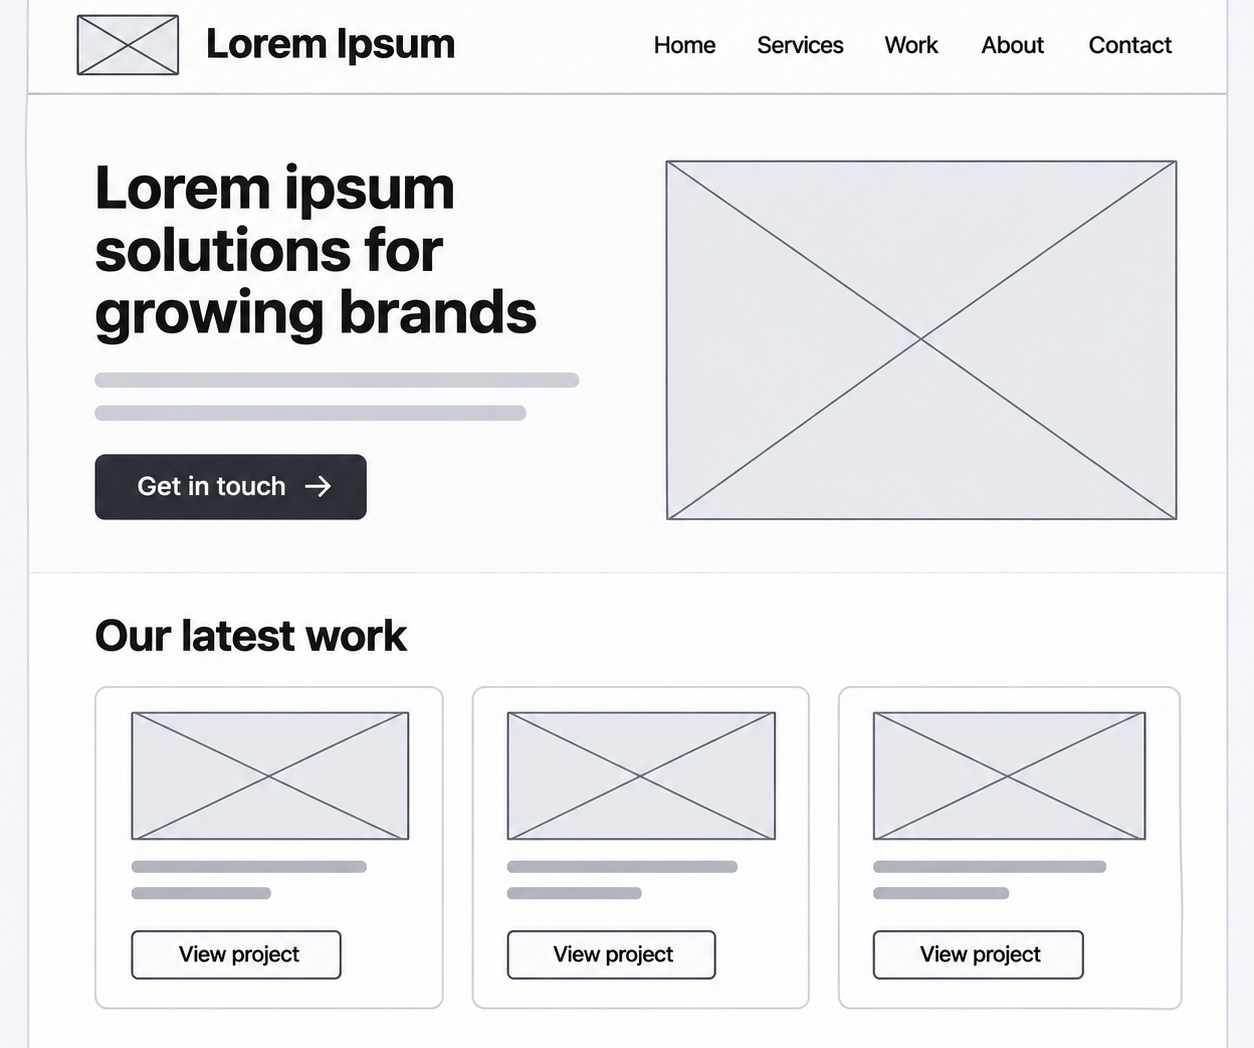 Lorem Ipsum
Home Services Work About Contact
Lorem ipsum
solutions for
growing brands
Get in touch →
Our latest work
View project
View project
View project